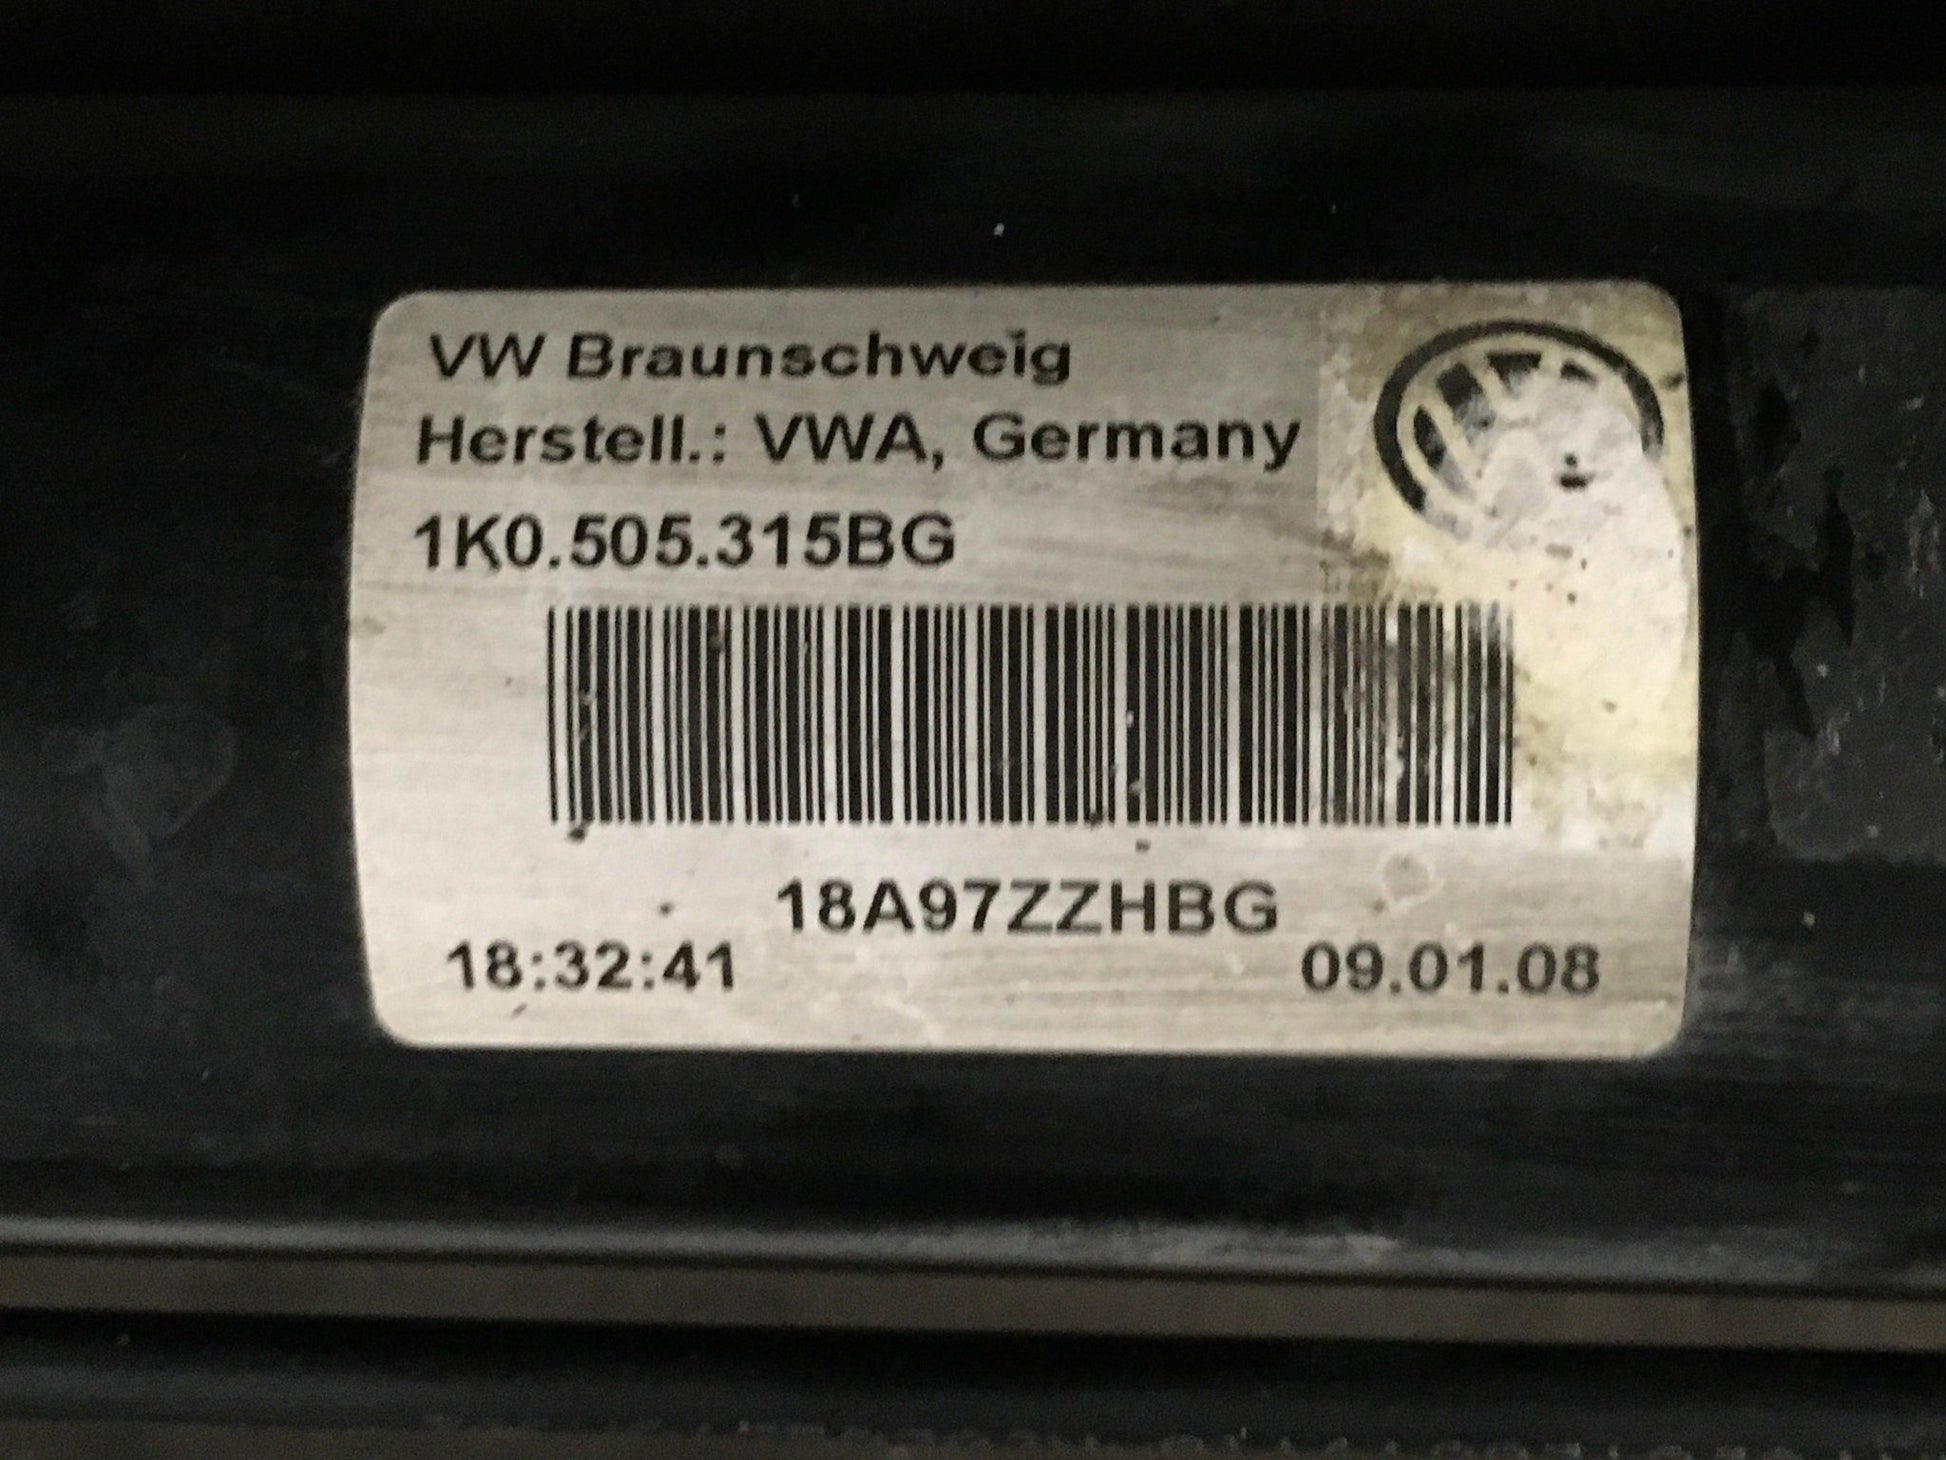 VW Braunschweig
Herstell.: VWA, Germany
1K0.505.315BG
18A97ZZHBG
18:32:41 09.01.08